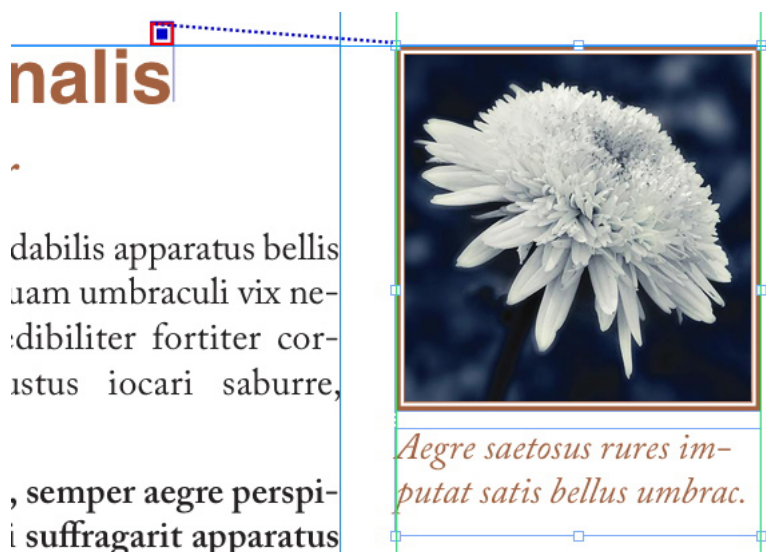 nalis
r
dabilis apparatus bellis
uam umbraculi vix ne-
edibiliter fortiter cor-
ustus iocari saburre,
, semper aegre perspi-
i suffragarit apparatus
Aegre saetosus rures im-
putat satis bellus umbrac.